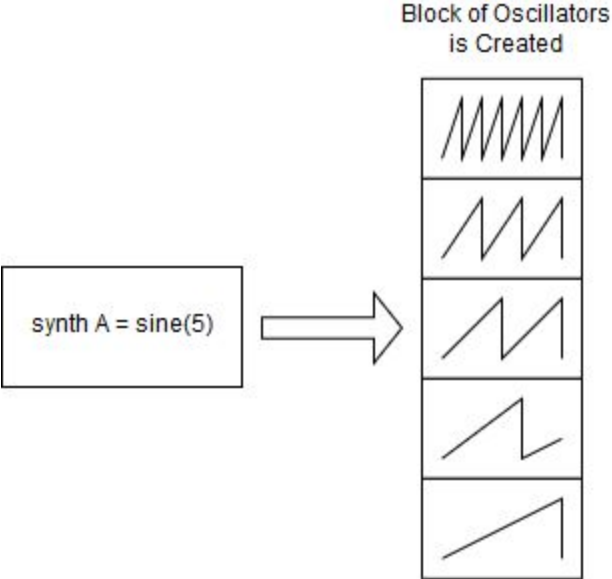 Block of Oscillators
is Created
synth A = sine(5)